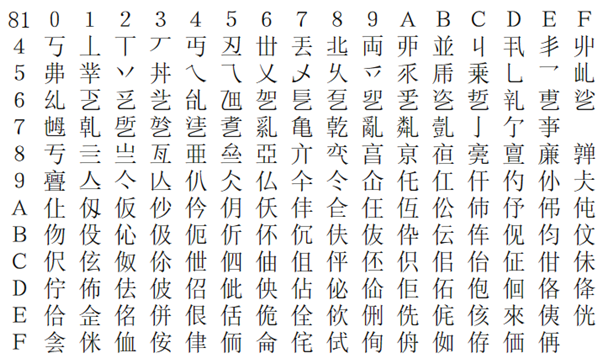 81 0 1 2 3 4 5 6 7 8 9 A B C D E F
4 丂 丄 丅 丆 丏 丒 丗 丟 丠 両 丣 並 丩 丮 丯 丱
5 丳 丵 丷 丼 乀 乁 乂 乄 乆 乊 乑 乕 乗 乚 乛 乢
6 乣 乤 乥 乧 乨 乪 乫 乬 乭 乮 乯 乲 乴 乵 乶 乷
7 乸 乹 乺 乻 乼 乽 乿 亀 亁 亂 亃 亄 亅 亇 亊
8 亐 亖 亗 亙 亜 亝 亞 亣 亪 亯 亰 亱 亴 亶 亷 亸
9 亹 亼 亽 亾 仈 仌 仏 仐 仒 仚 仛 仜 仠 仢 仦 仧
A 仩 仭 仮 仯 仱 仴 仸 仹 仺 仼 仾 伀 伂 伃 伄 伅
B 伆 伇 伈 伋 伌 伒 伓 伔 伕 伖 伜 伝 伡 伣 伨 伩
C 伬 伭 伮 伱 伳 伵 伷 伹 伻 伾 伿 佀 佁 佂 佄 佅
D 佇 佈 佉 佊 佋 佌 佒 佔 佖 佡 佢 佦 佨 佪 佫 佭
E 佮 佱 佲 併 佷 佸 佹 佺 佽 侀 侁 侂 侅 來 侇 侊
F 侌 侎 侐 侒 侓 侕 侖 侘 侙 侚 侜 侞 侟 価 侢